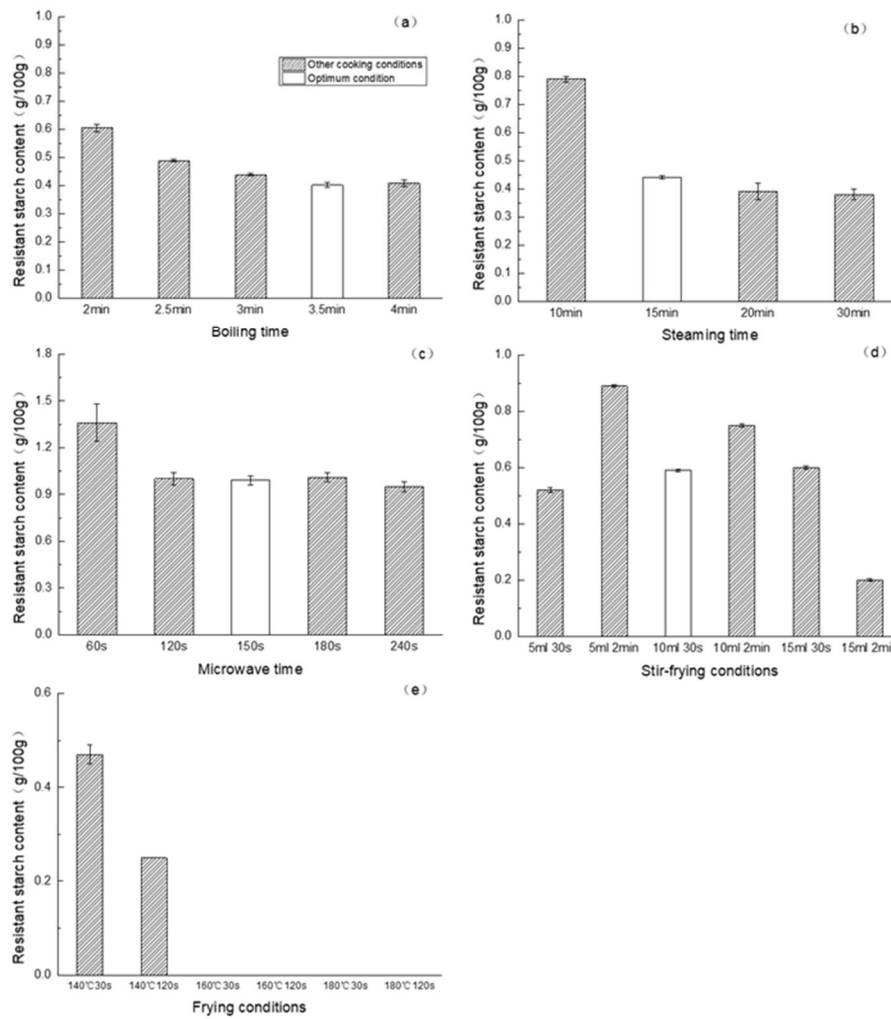 (a)
Other cooking conditions
Optimum condition
Resistant starch content (g/100g)
1.0
0.9
0.8
0.7
0.6
0.5
0.4
0.3
0.2
0.1
0.0
2min 2.5min 3min 3.5min 4min
Boiling time
(b)
Resistant starch content (g/100g)
1.0
0.9
0.8
0.7
0.6
0.5
0.4
0.3
0.2
0.1
0.0
10min 15min 20min 30min
Steaming time
(c)
Resistant starch content (g/100g)
1.8
1.5
1.2
0.9
0.6
0.3
0.0
60s 120s 150s 180s 240s
Microwave time
(d)
Resistant starch content (g/100g)
1.0
0.8
0.6
0.4
0.2
0.0
5ml 30s 5ml 2min 10ml 30s 10ml 2min 15ml 30s 15ml 2min
Stir-frying conditions
(e)
Resistant starch content (g/100g)
0.6
0.4
0.2
0.0
140℃30s 140℃120s 160℃30s 160℃120s 180℃30s 180℃120s
Frying conditions